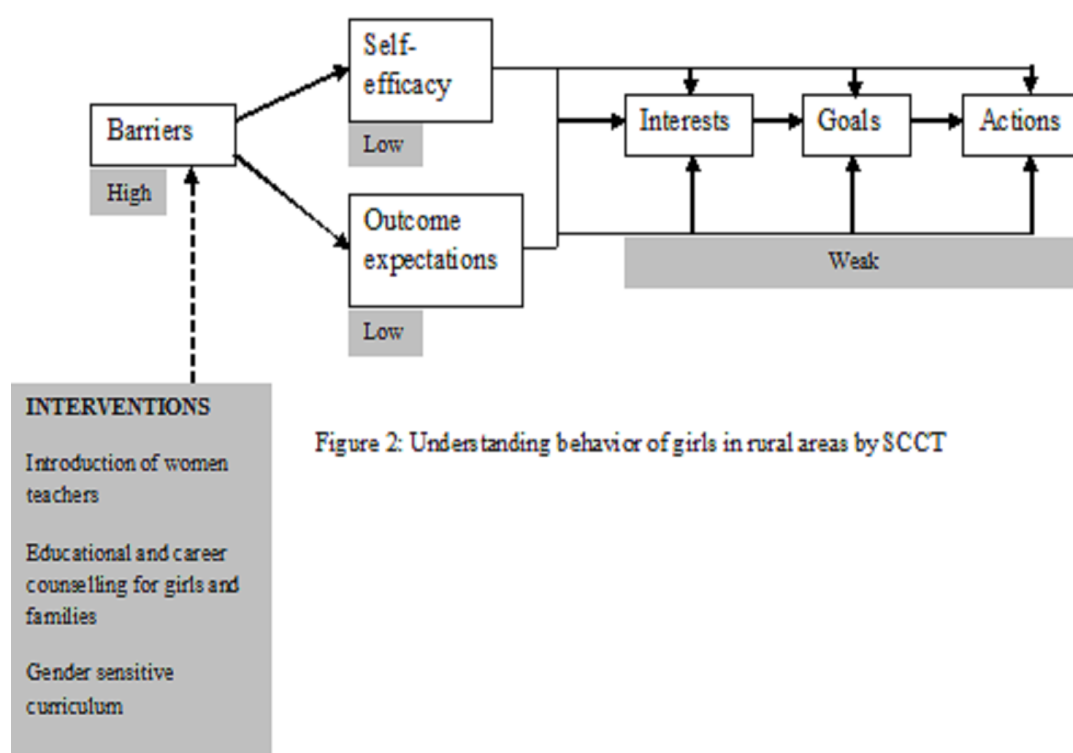 Self-
efficacy
Low
Barriers
High
Outcome
expectations
Low
Interests
Goals
Actions
Weak
INTERVENTIONS
Introduction of women
teachers
Educational and career
counselling for girls and
families
Gender sensitive
curriculum
Figure 2: Understanding behavior of girls in rural areas by SCCT